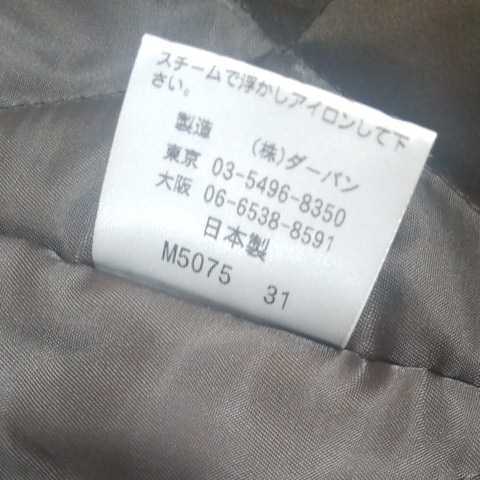 スチームで浮かしアイロンして下
さい。
製造 (株)ダーバン
東京 03-5496-8350
大阪 06-6538-8591
日本製
M5075 31